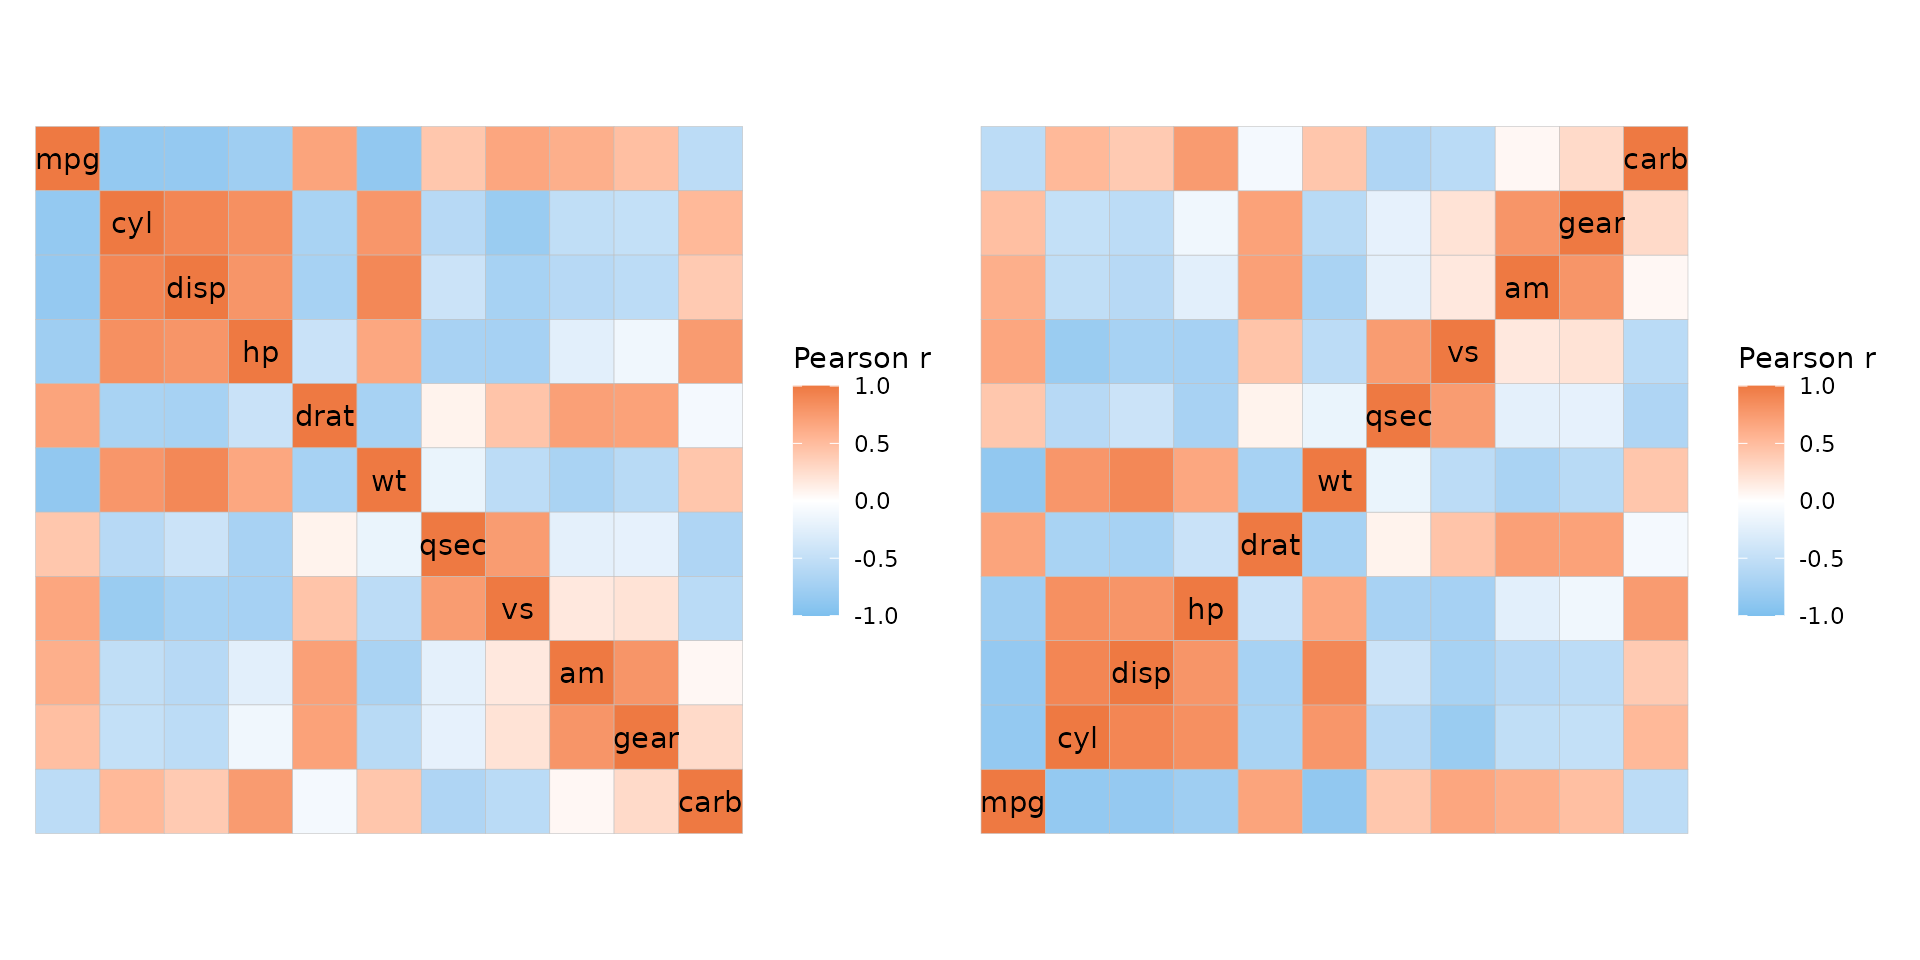 mpg
cyl
disp
hp
drat
wt
qsec
vs
am
gear
carb
Pearson r
1.0
0.5
0.0
-0.5
-1.0
carb
gear
am
vs
qsec
wt
drat
hp
disp
cyl
mpg
Pearson r
1.0
0.5
0.0
-0.5
-1.0